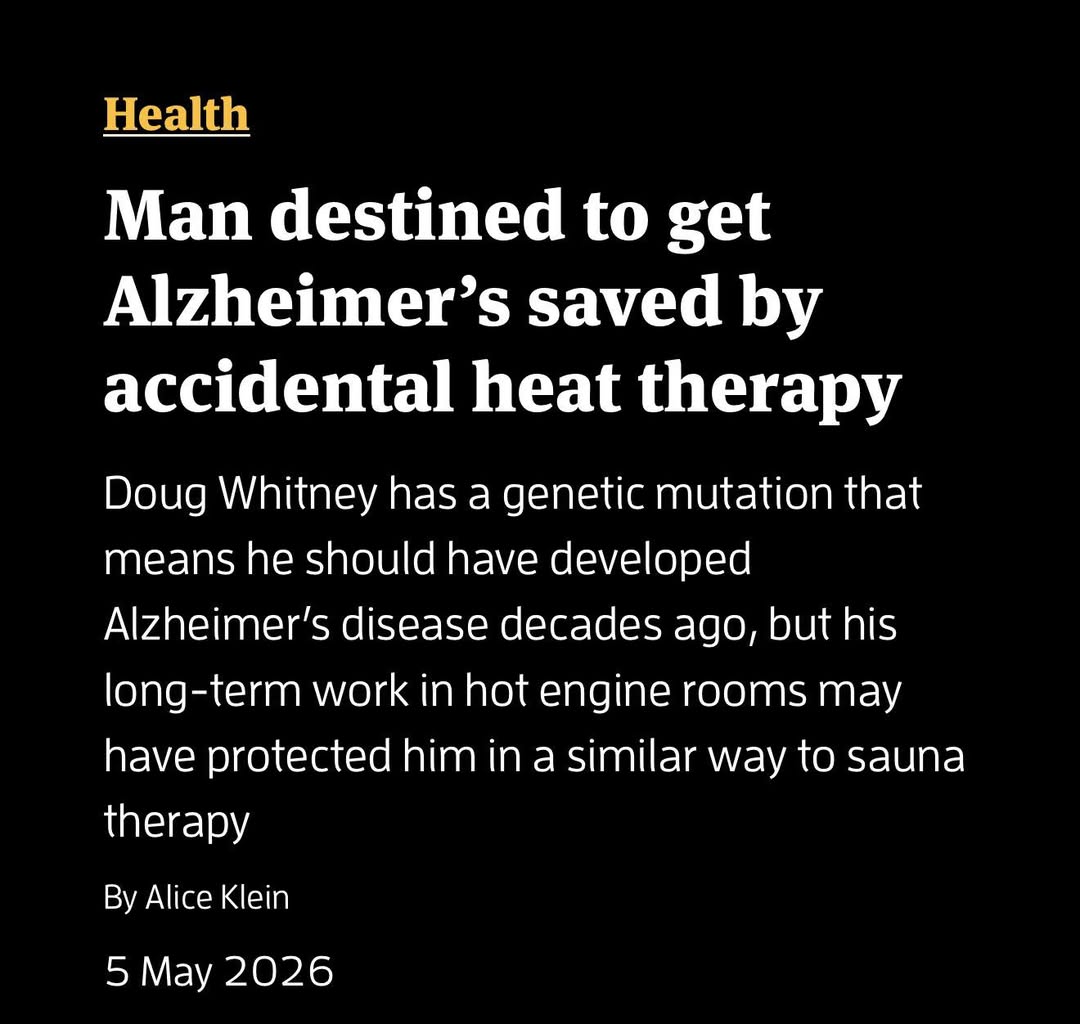 Health
Man destined to get
Alzheimer’s saved by
accidental heat therapy
Doug Whitney has a genetic mutation that
means he should have developed
Alzheimer’s disease decades ago, but his
long-term work in hot engine rooms may
have protected him in a similar way to sauna
therapy
By Alice Klein
5 May 2026